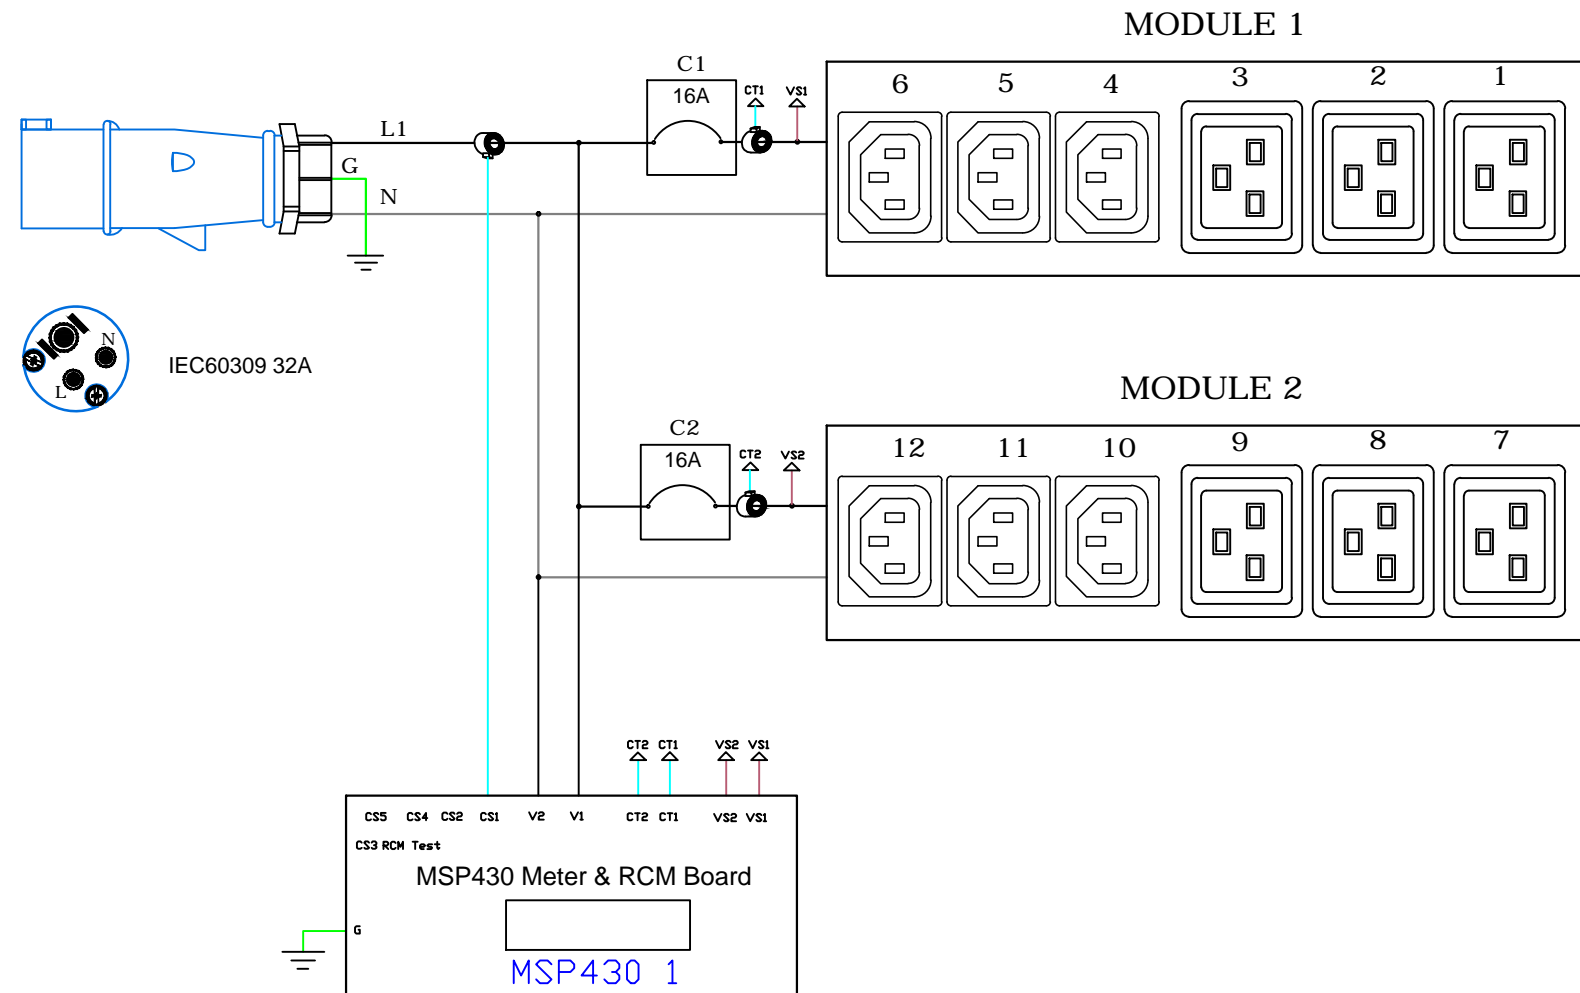 MODULE 1
C1
16A
CT1 VS1
6 5 4 3 2 1
L1
G
N
N
L
IEC60309 32A
MODULE 2
C2
16A
CT2 VS2
12 11 10 9 8 7
CT2 CT1 VS2 VS1
CS5 CS4 CS2 CS1 V2 V1 CT2 CT1 VS2 VS1
CS3 RCM Test
MSP430 Meter & RCM Board
G
MSP430 1